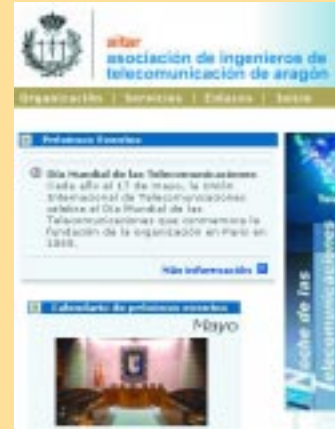 aitar
asociación de ingenieros de
telecomunicación de aragón
Organización | Servicios | Enlaces | Inicio
Próximos Eventos
Día Mundial de las Telecomunicaciones
Cada año el 17 de mayo, la Unión
Internacional de Telecomunicaciones
celebra el Día Mundial de las
Telecomunicaciones que conmemora la
fundación de la organización en París en
1865.
Más información
Calendario de próximos eventos
Mayo
Noche de las
Telecomunicaciones